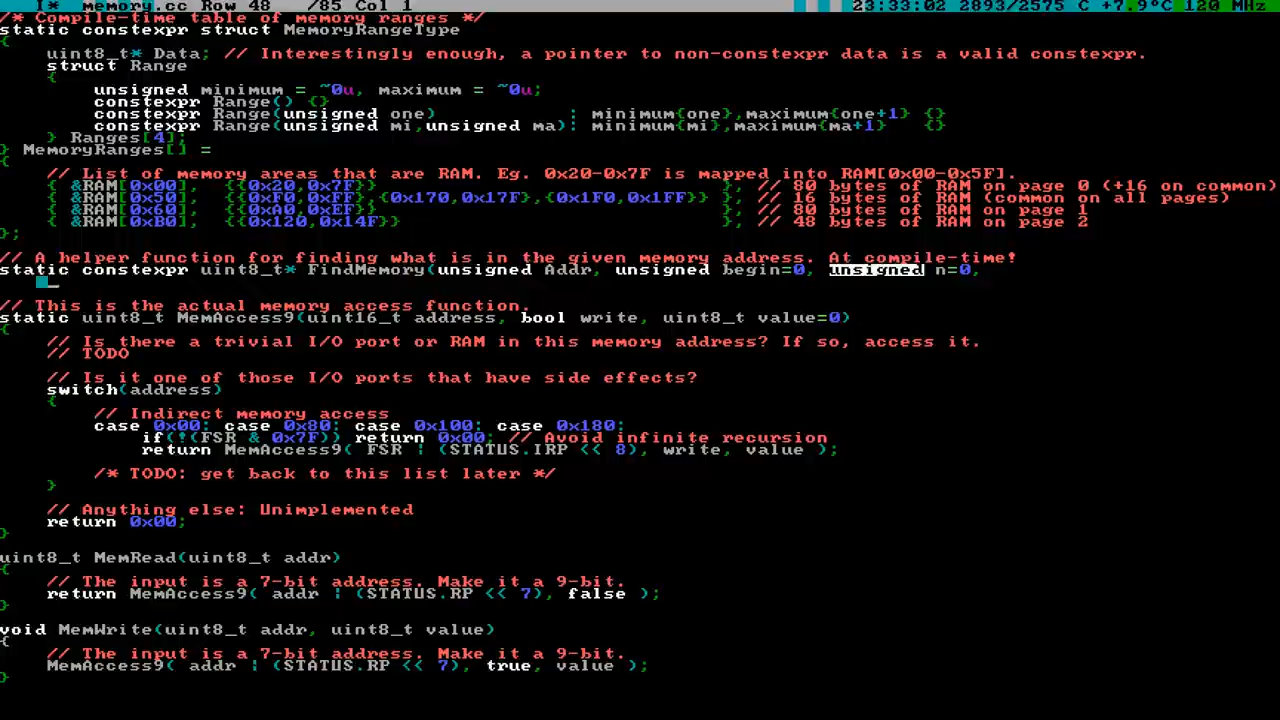 I* memory.cc Row 48 /85 Col 1 23:33:02 2893/2575 C +7.9°C 120 MHz
/* Compile-time table of memory ranges */
static constexpr struct MemoryRangeType
{
    uint8_t* Data; // Interestingly enough, a pointer to non-constexpr data is a valid constexpr.
    struct Range
    {
        unsigned minimum = ~0u, maximum = ~0u;
        constexpr Range() {}
        constexpr Range(unsigned one)            : minimum{one},maximum{one+1} {}
        constexpr Range(unsigned mi,unsigned ma): minimum{mi},maximum{ma+1}   {}
    } Ranges[4];
} MemoryRanges[] =
{
    // List of memory areas that are RAM. Eg. 0x20-0x7F is mapped into RAM[0x00-0x5F].
    { &RAM[0x00],  {{0x20,0x7F}}                              }, // 80 bytes of RAM on page 0 (+16 on common)
    { &RAM[0x50],  {{0xF0,0xFF},{0x170,0x17F},{0x1F0,0x1FF}}  }, // 16 bytes of RAM (common on all pages)
    { &RAM[0x60],  {{0xA0,0xEF}}                              }, // 80 bytes of RAM on page 1
    { &RAM[0xB0],  {{0x120,0x14F}}                            }, // 48 bytes of RAM on page 2
};
// A helper function for finding what is in the given memory address. At compile-time!
static constexpr uint8_t* FindMemory(unsigned Addr, unsigned begin=0, unsigned n=0,
// This is the actual memory access function.
static uint8_t MemAccess9(uint16_t address, bool write, uint8_t value=0)
{
    // Is there a trivial I/O port or RAM in this memory address? If so, access it.
    // TODO
    // Is it one of those I/O ports that have side effects?
    switch(address)
    {
        // Indirect memory access
        case 0x00: case 0x80: case 0x100: case 0x180:
            if(!(FSR & 0x7F)) return 0x00; // Avoid infinite recursion
            return MemAccess9( FSR | (STATUS.IRP << 8), write, value );
        /* TODO: get back to this list later */
    }
    // Anything else: Unimplemented
    return 0x00;
}
uint8_t MemRead(uint8_t addr)
{
    // The input is a 7-bit address. Make it a 9-bit.
    return MemAccess9( addr | (STATUS.RP << 7), false );
}
void MemWrite(uint8_t addr, uint8_t value)
{
    // The input is a 7-bit address. Make it a 9-bit.
    MemAccess9( addr | (STATUS.RP << 7), true, value );
}